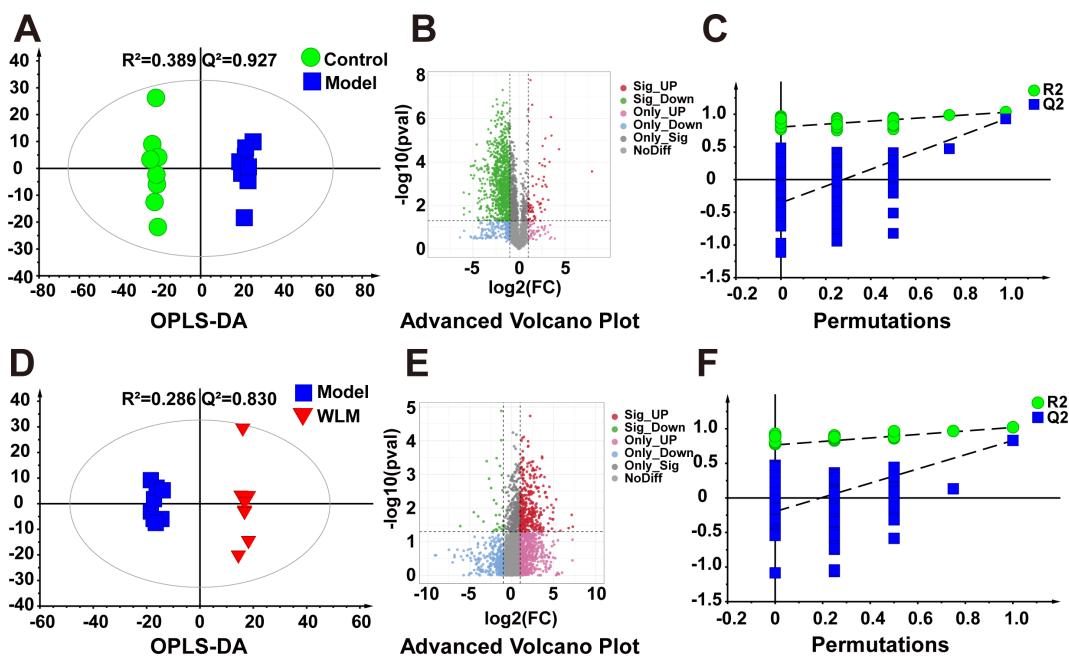 A
R²=0.389 Q²=0.927
Control
Model
40
30
20
10
0
-10
-20
-30
-40
-80 -60 -40 -20 0 20 40 60 80
OPLS-DA
B
8
6
4
2
0
-log10(pval)
-5 0 5
log2(FC)
Sig_UP
Sig_Down
Only_UP
Only_Down
Only_Sig
NoDiff
Advanced Volcano Plot
C
R2
Q2
1.0
0.5
0
-0.5
-1.0
-1.5
-0.2 0 0.2 0.4 0.6 0.8 1.0
Permutations
D
R²=0.286 Q²=0.830
Model
WLM
40
30
20
10
0
-10
-20
-30
-40
-60 -40 -20 0 20 40 60
OPLS-DA
E
5
4
3
2
1
0
-log10(pval)
-10 -5 0 5 10
log2(FC)
Sig_UP
Sig_Down
Only_UP
Only_Down
Only_Sig
NoDiff
Advanced Volcano Plot
F
R2
Q2
1.0
0.5
0
-0.5
-1.0
-1.5
-0.2 0 0.2 0.4 0.6 0.8 1.0
Permutations